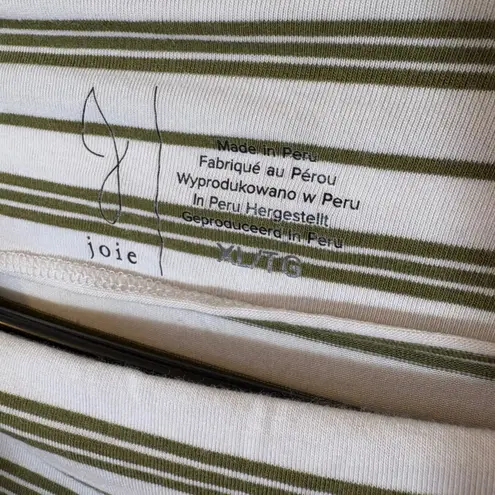 J
joie
Made in Peru
Fabriqué au Pérou
Wyprodukowano w Peru
In Peru Hergestellt
Geproduceerd in Peru
XL/TG